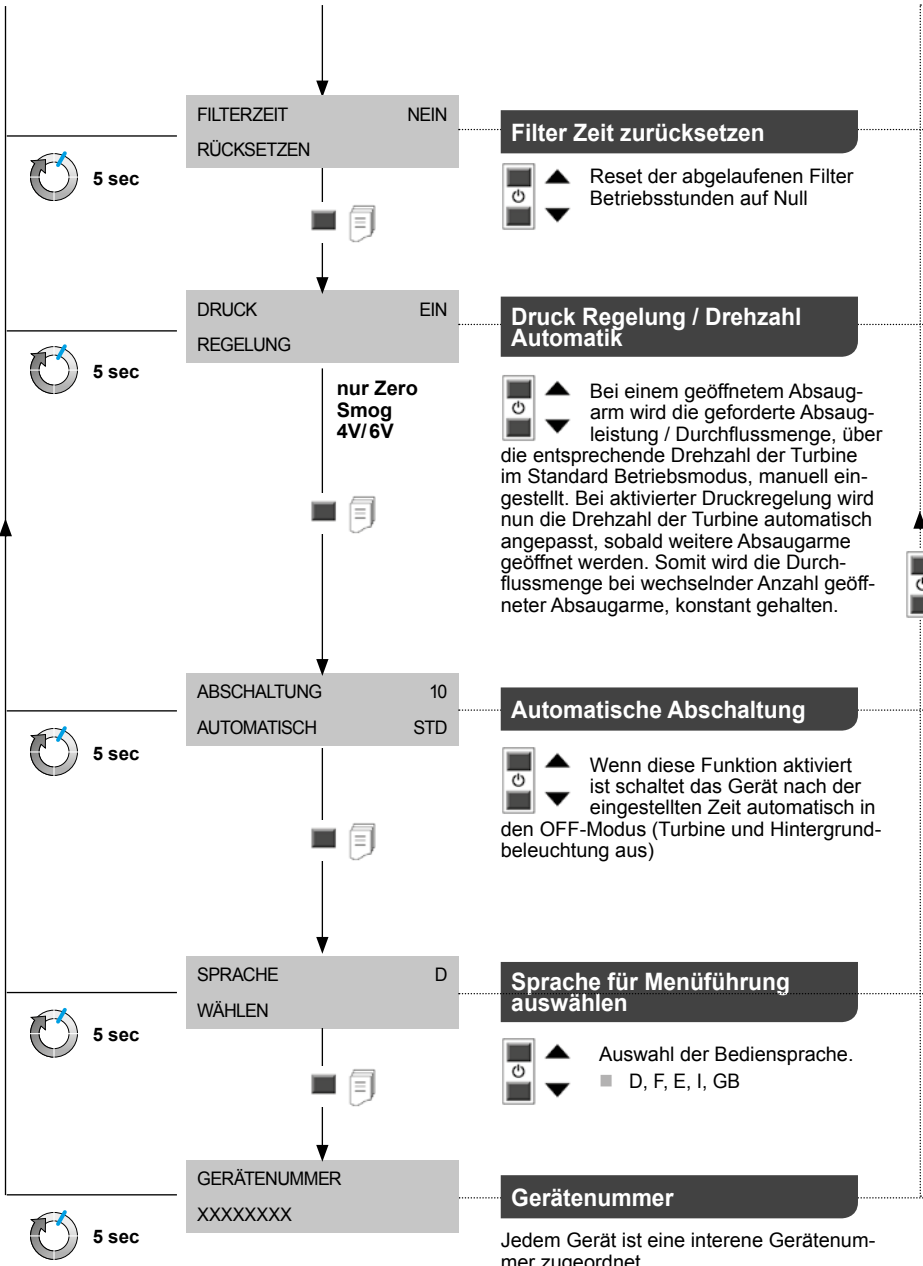 FILTERZEIT NEIN
RÜCKSETZEN
Filter Zeit zurücksetzen
5 sec
Reset der abgelaufenen Filter
Betriebsstunden auf Null
DRUCK EIN
REGELUNG
Druck Regelung / Drehzahl
Automatik
5 sec
nur Zero
Smog
4V/ 6V
Bei einem geöffnetem Absaug-
arm wird die geforderte Absaug-
leistung / Durchflussmenge, über
die entsprechende Drehzahl der Turbine
im Standard Betriebsmodus, manuell ein-
gestellt. Bei aktivierter Druckregelung wird
nun die Drehzahl der Turbine automatisch
angepasst, sobald weitere Absaugarme
geöffnet werden. Somit wird die Durch-
flussmenge bei wechselnder Anzahl geöff-
neter Absaugarme, konstant gehalten.
ABSCHALTUNG 10
AUTOMATISCH STD
Automatische Abschaltung
5 sec
Wenn diese Funktion aktiviert
ist schaltet das Gerät nach der
eingestellten Zeit automatisch in
den OFF-Modus (Turbine und Hintergrund-
beleuchtung aus)
SPRACHE D
WÄHLEN
Sprache für Menüführung
auswählen
5 sec
Auswahl der Bediensprache.
D, F, E, I, GB
GERÄTENUMMER
XXXXXXXX
Gerätenummer
5 sec
Jedem Gerät ist eine interene Gerätenum-
mer zugeordnet